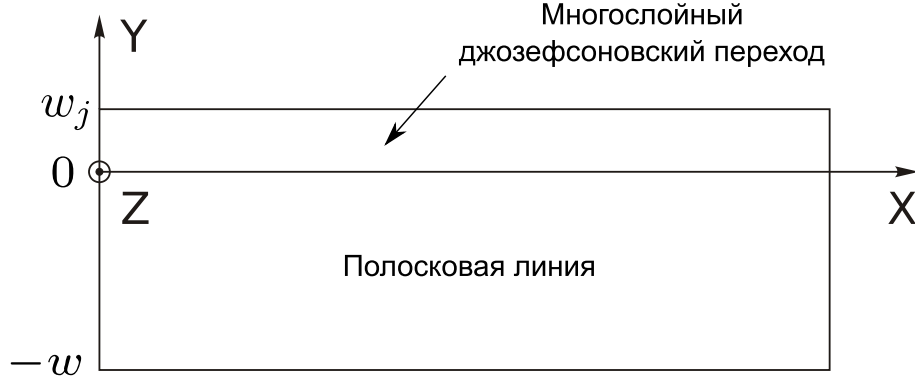 Многослойный
джозефсоновский переход
Y
w_j
0
Z
X
Полосковая линия
−w